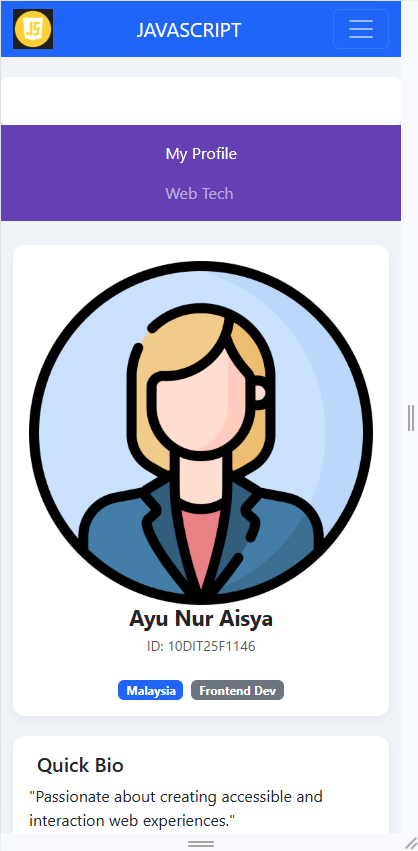 JS
JAVASCRIPT
My Profile
Web Tech
Ayu Nur Aisya
ID: 10DIT25F1146
Malaysia Frontend Dev
Quick Bio
"Passionate about creating accessible and
interaction web experiences."